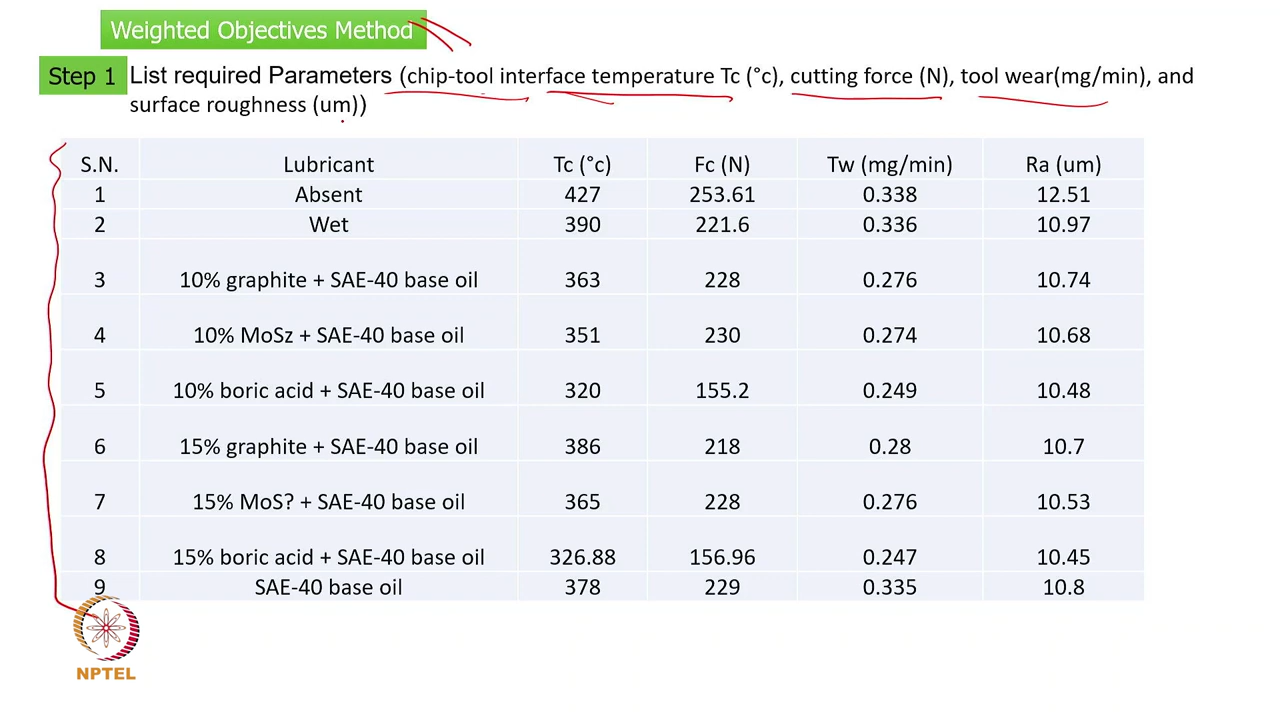 Weighted Objectives Method
Step 1 List required Parameters (chip-tool interface temperature Tc (°c), cutting force (N), tool wear(mg/min), and
surface roughness (um))
S.N. Lubricant Tc (°c) Fc (N) Tw (mg/min) Ra (um)
1 Absent 427 253.61 0.338 12.51
2 Wet 390 221.6 0.336 10.97
3 10% graphite + SAE-40 base oil 363 228 0.276 10.74
4 10% MoSz + SAE-40 base oil 351 230 0.274 10.68
5 10% boric acid + SAE-40 base oil 320 155.2 0.249 10.48
6 15% graphite + SAE-40 base oil 386 218 0.28 10.7
7 15% MoS? + SAE-40 base oil 365 228 0.276 10.53
8 15% boric acid + SAE-40 base oil 326.88 156.96 0.247 10.45
9 SAE-40 base oil 378 229 0.335 10.8
NPTEL